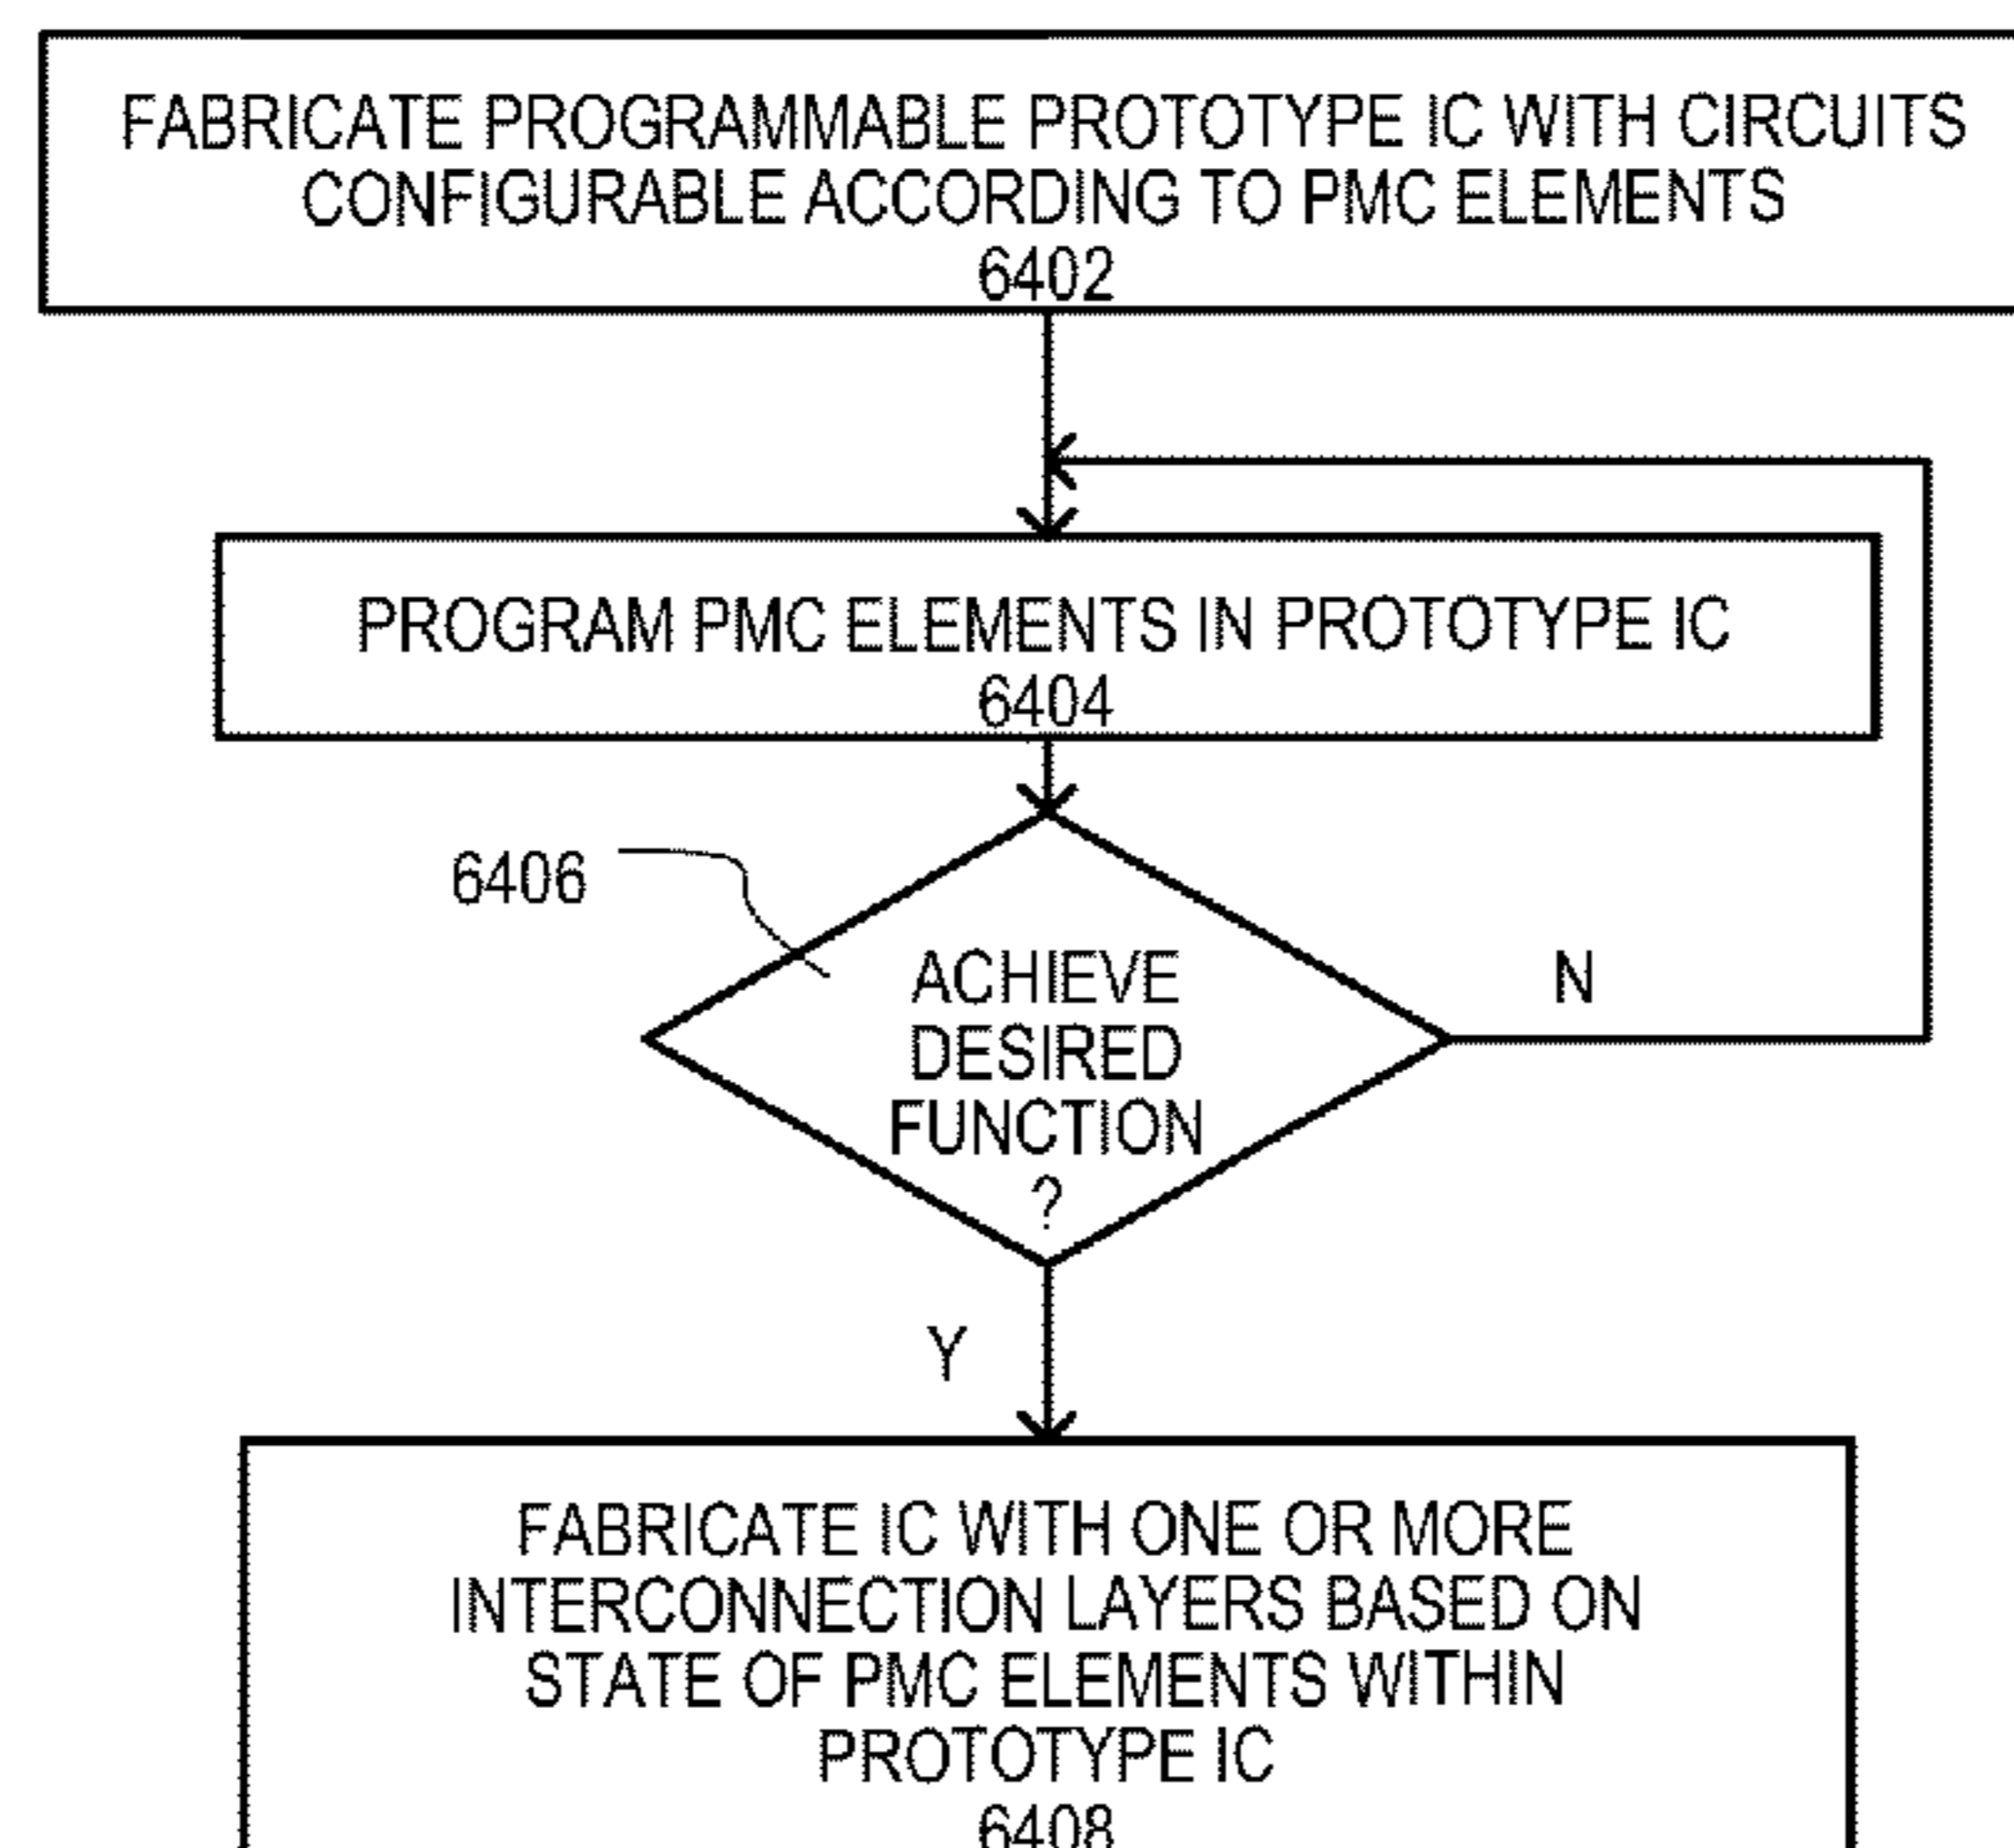 FABRICATE PROGRAMMABLE PROTOTYPE IC WITH CIRCUITS
CONFIGURABLE ACCORDING TO PMC ELEMENTS
6402
PROGRAM PMC ELEMENTS IN PROTOTYPE IC
6404
6406
ACHIEVE
DESIRED
FUNCTION
?
N
Y
FABRICATE IC WITH ONE OR MORE
INTERCONNECTION LAYERS BASED ON
STATE OF PMC ELEMENTS WITHIN
PROTOTYPE IC
6408